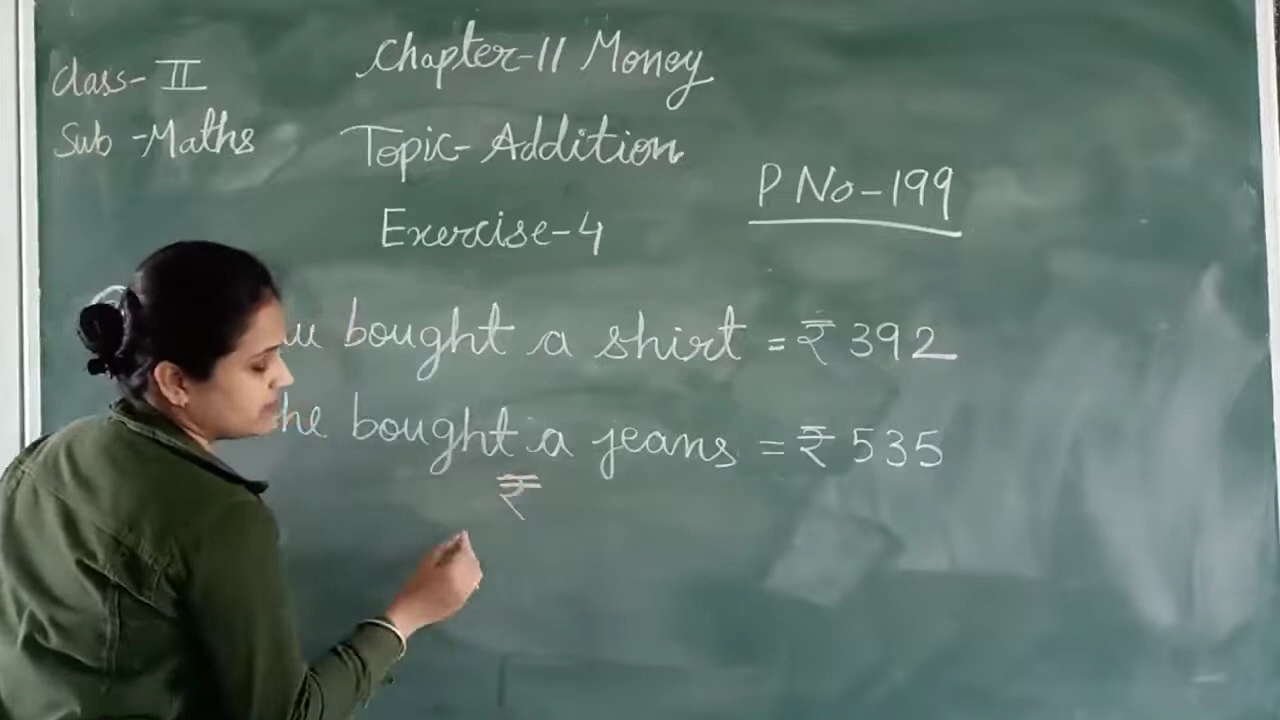 Class- II
Sub -Maths
Chapter-11 Money
Topic- Addition
Exercise-4
P No-199
bought a shirt = ₹ 392
bought a jeans = ₹ 535
₹